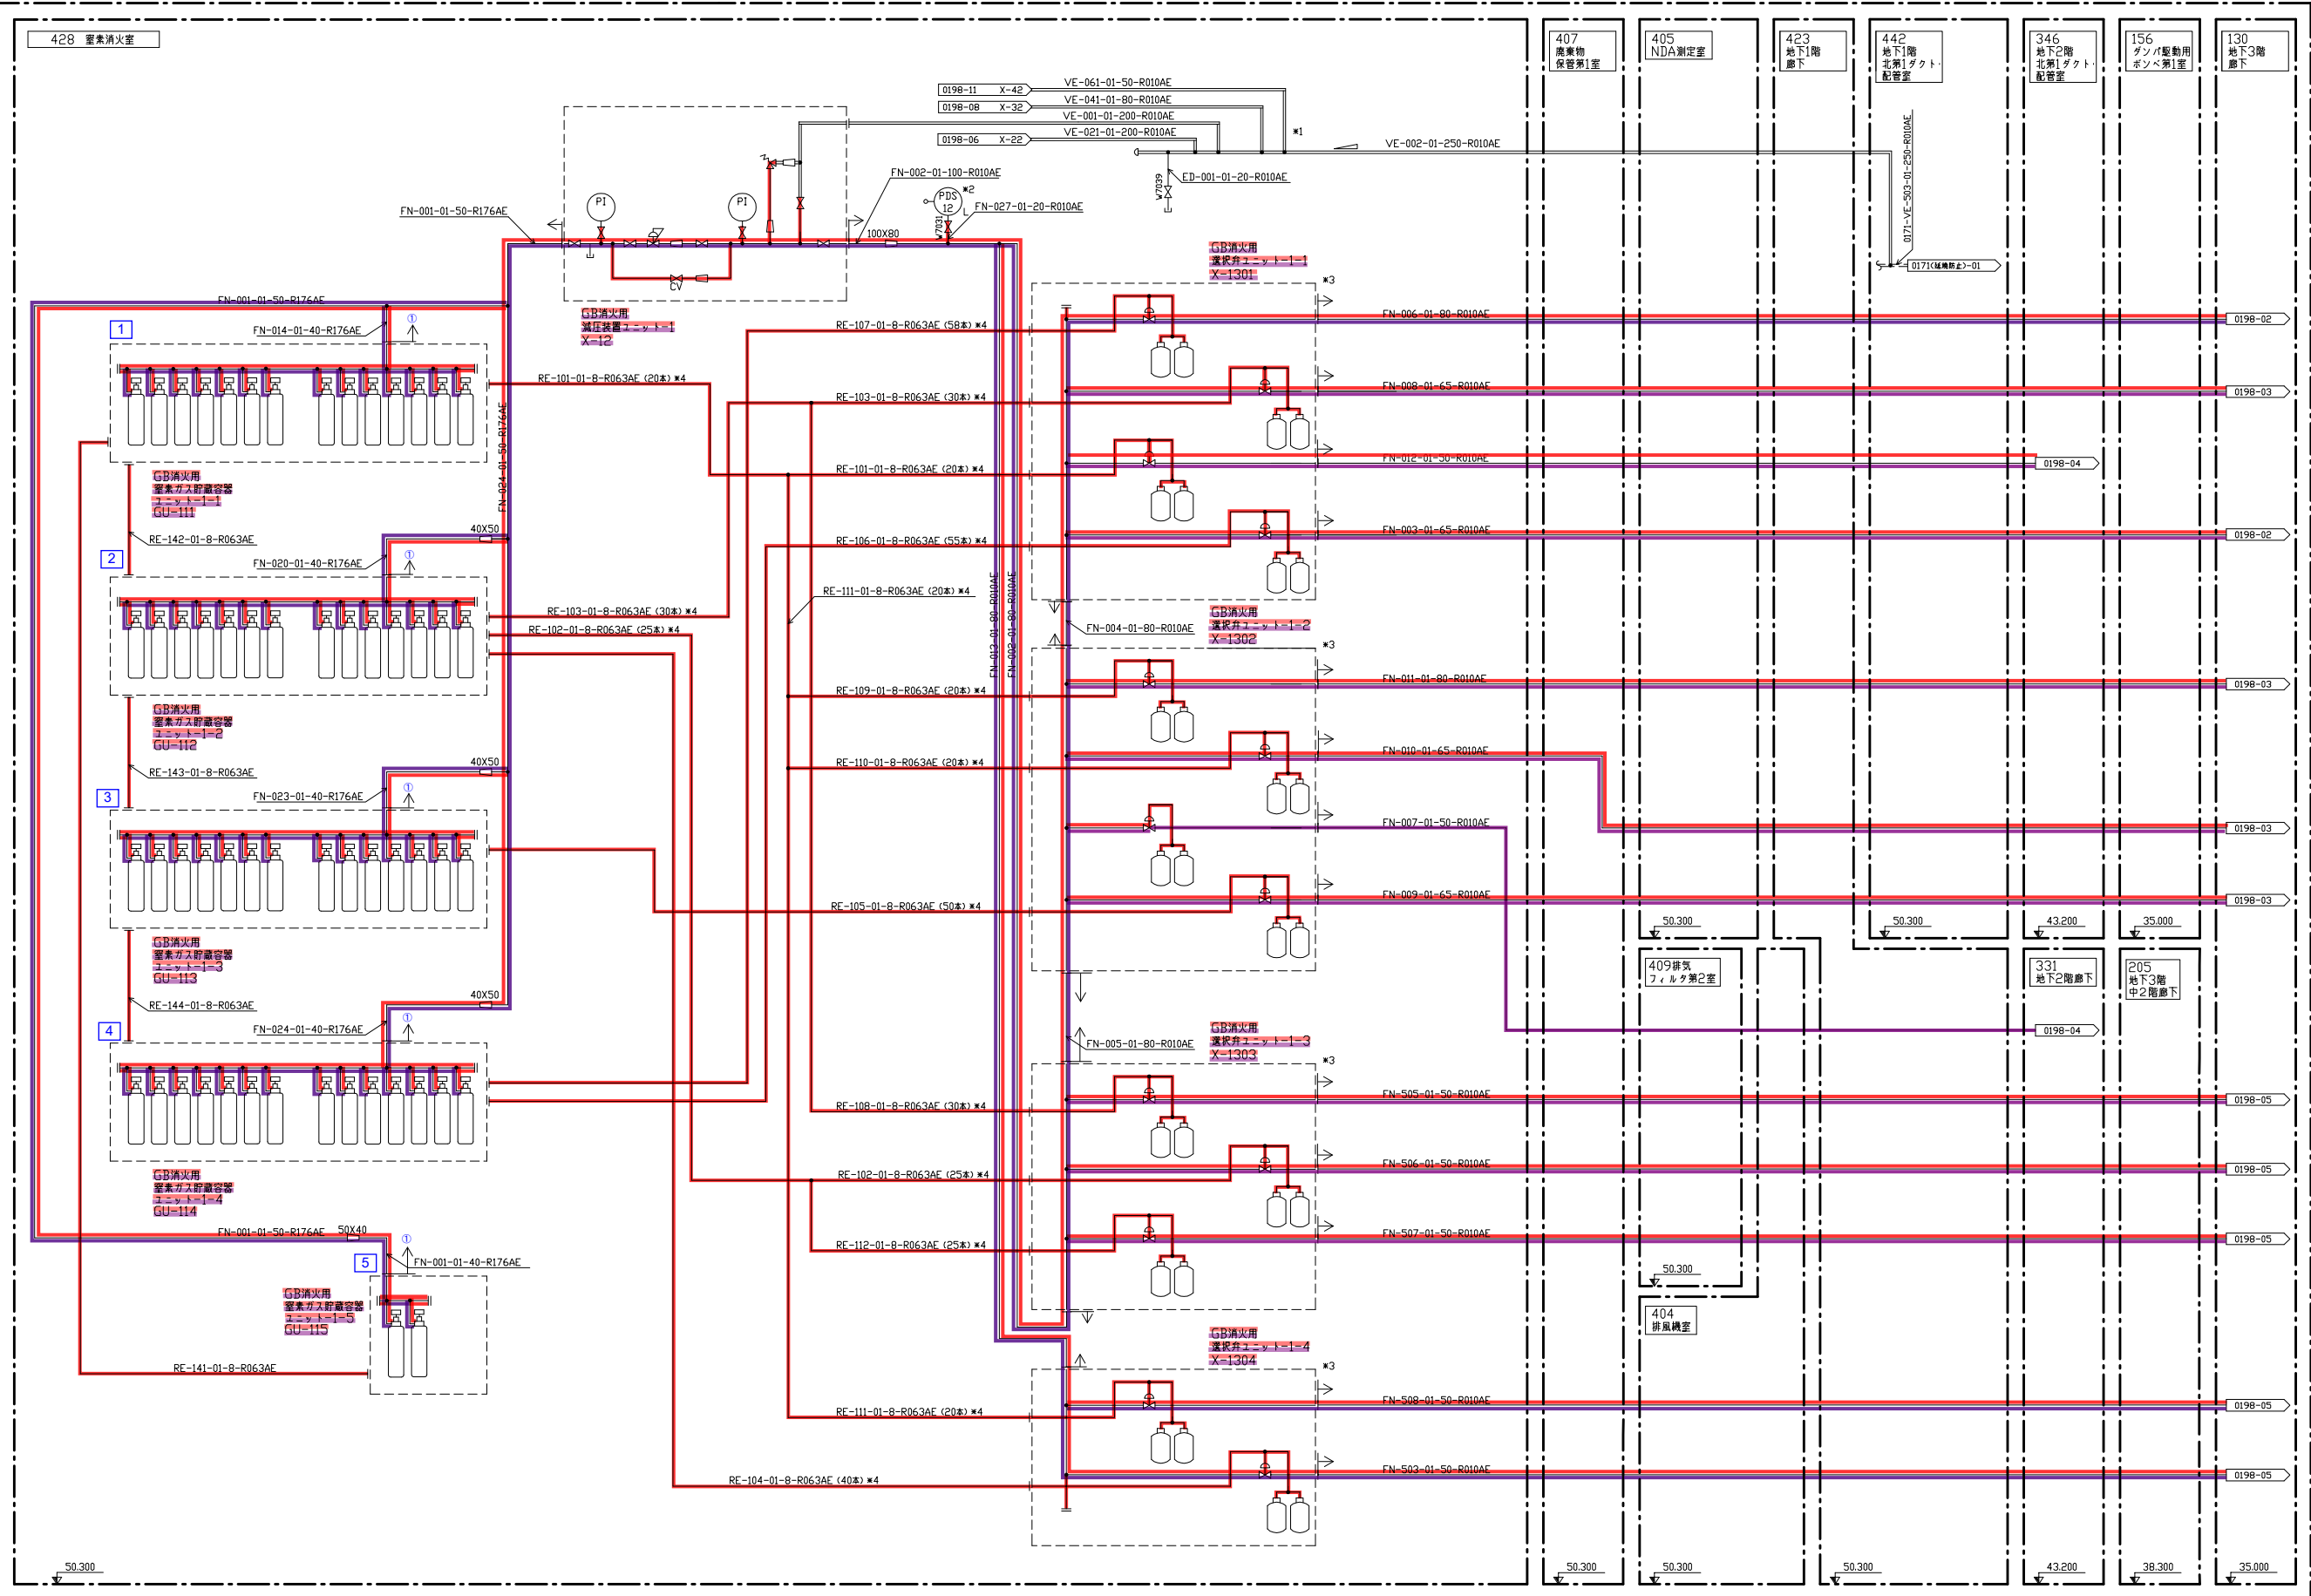 428 窒素消火室
407
廃棄物
保管第1室
405
NDA測定室
423
地下1階
廊下
442
地下1階
北第1ダクト・
配管室
346
地下2階
北第1ダクト・
配管室
156
ダンパ駆動用
ボンベ第1室
130
地下3階
廊下
0198-11 X-42
VE-061-01-50-R010AE
0198-08 X-32
VE-041-01-80-R010AE
VE-001-01-200-R010AE
0198-06 X-22
VE-021-01-200-R010AE
※1
VE-002-01-250-R010AE
0171-VE-503-01-250-R010AE
0171(延焼防止)-01
W7039
ED-001-01-20-R010AE
FN-002-01-100-R010AE
FN-001-01-50-R176AE
PI
PI
PDS
12
※2
L
W7031
FN-027-01-20-R010AE
100X80
CV
GB消火用
減圧装置ユニット-1
X-12
FN-001-01-50-R176AE
1
FN-014-01-40-R176AE
①
RE-101-01-8-R063AE (20本) ※4
FN-024-01-50-R176AE
GB消火用
窒素ガス貯蔵容器
ユニット-1-1
GU-111
RE-142-01-8-R063AE
40X50
2
FN-020-01-40-R176AE
①
RE-103-01-8-R063AE (30本) ※4
RE-102-01-8-R063AE (25本) ※4
GB消火用
窒素ガス貯蔵容器
ユニット-1-2
GU-112
RE-143-01-8-R063AE
40X50
3
FN-023-01-40-R176AE
①
GB消火用
窒素ガス貯蔵容器
ユニット-1-3
GU-113
RE-144-01-8-R063AE
40X50
4
FN-024-01-40-R176AE
①
GB消火用
窒素ガス貯蔵容器
ユニット-1-4
GU-114
FN-001-01-50-R176AE
50X40
5
①
FN-001-01-40-R176AE
GB消火用
窒素ガス貯蔵容器
ユニット-1-5
GU-115
RE-141-01-8-R063AE
GB消火用
選択弁ユニット-1-1
X-1301
※3
RE-107-01-8-R063AE (58本) ※4
FN-006-01-80-R010AE
0198-02
RE-103-01-8-R063AE (30本) ※4
FN-008-01-65-R010AE
0198-03
RE-101-01-8-R063AE (20本) ※4
FN-012-01-50-R010AE
0198-04
RE-106-01-8-R063AE (55本) ※4
FN-003-01-65-R010AE
0198-02
RE-111-01-8-R063AE (20本) ※4
FN-013-01-80-R010AE
FN-002-01-80-R010AE
FN-004-01-80-R010AE
GB消火用
選択弁ユニット-1-2
X-1302
※3
RE-109-01-8-R063AE (20本) ※4
FN-011-01-80-R010AE
0198-03
RE-110-01-8-R063AE (20本) ※4
FN-010-01-65-R010AE
0198-03
FN-007-01-50-R010AE
RE-105-01-8-R063AE (50本) ※4
FN-009-01-65-R010AE
0198-03
50.300
50.300
43.200
35.000
409排気
フィルタ第2室
331
地下2階廊下
205
地下3階
中2階廊下
0198-04
FN-005-01-80-R010AE
GB消火用
選択弁ユニット-1-3
X-1303
※3
RE-108-01-8-R063AE (30本) ※4
FN-505-01-50-R010AE
0198-05
RE-102-01-8-R063AE (25本) ※4
FN-506-01-50-R010AE
0198-05
RE-112-01-8-R063AE (25本) ※4
FN-507-01-50-R010AE
0198-05
50.300
404
排風機室
GB消火用
選択弁ユニット-1-4
X-1304
※3
RE-111-01-8-R063AE (20本) ※4
FN-508-01-50-R010AE
0198-05
RE-104-01-8-R063AE (40本) ※4
FN-503-01-50-R010AE
0198-05
50.300
50.300
50.300
50.300
43.200
38.300
35.000